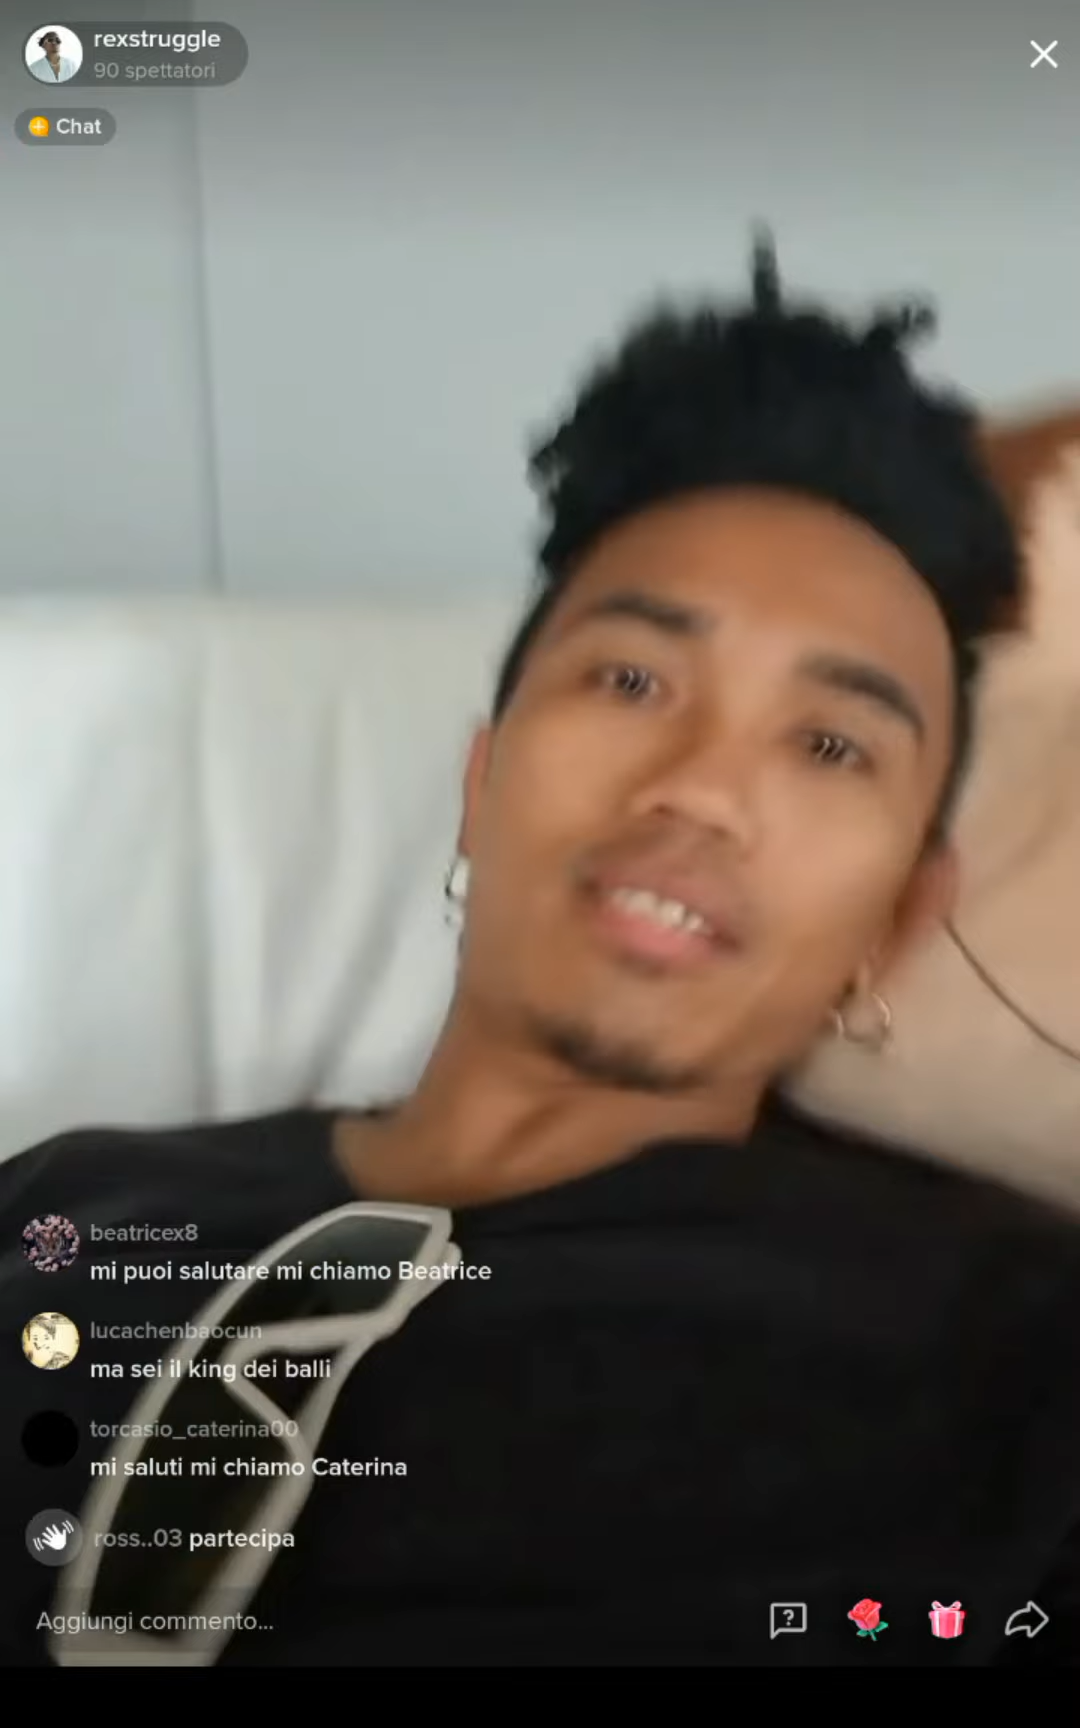 rexstruggle
90 spettatori
Chat
beatricex8
mi puoi salutare mi chiamo Beatrice
lucachenbaocun
ma sei il king dei balli
torcasio_caterina00
mi saluti mi chiamo Caterina
ross..03 partecipa
Aggiungi commento...